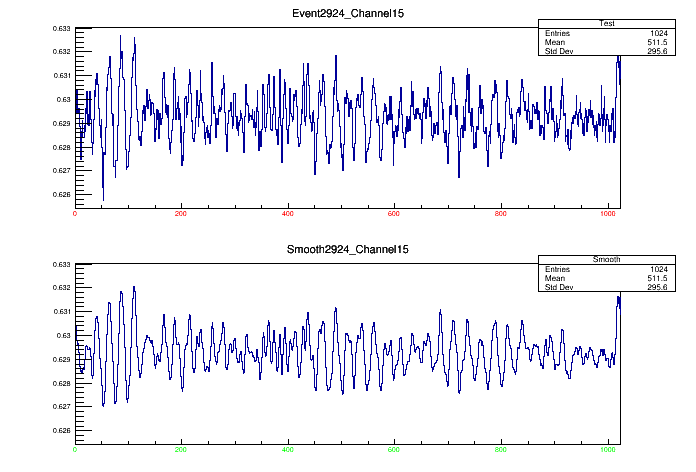 Event2924_Channel15
Test
Entries 1024
Mean 511.5
Std Dev 295.6
0.633
0.632
0.631
0.63
0.629
0.628
0.627
0.626
0 200 400 600 800 1000
Smooth2924_Channel15
Smooth
Entries 1024
Mean 511.5
Std Dev 295.6
0.633
0.632
0.631
0.63
0.629
0.628
0.627
0.626
0 200 400 600 800 1000